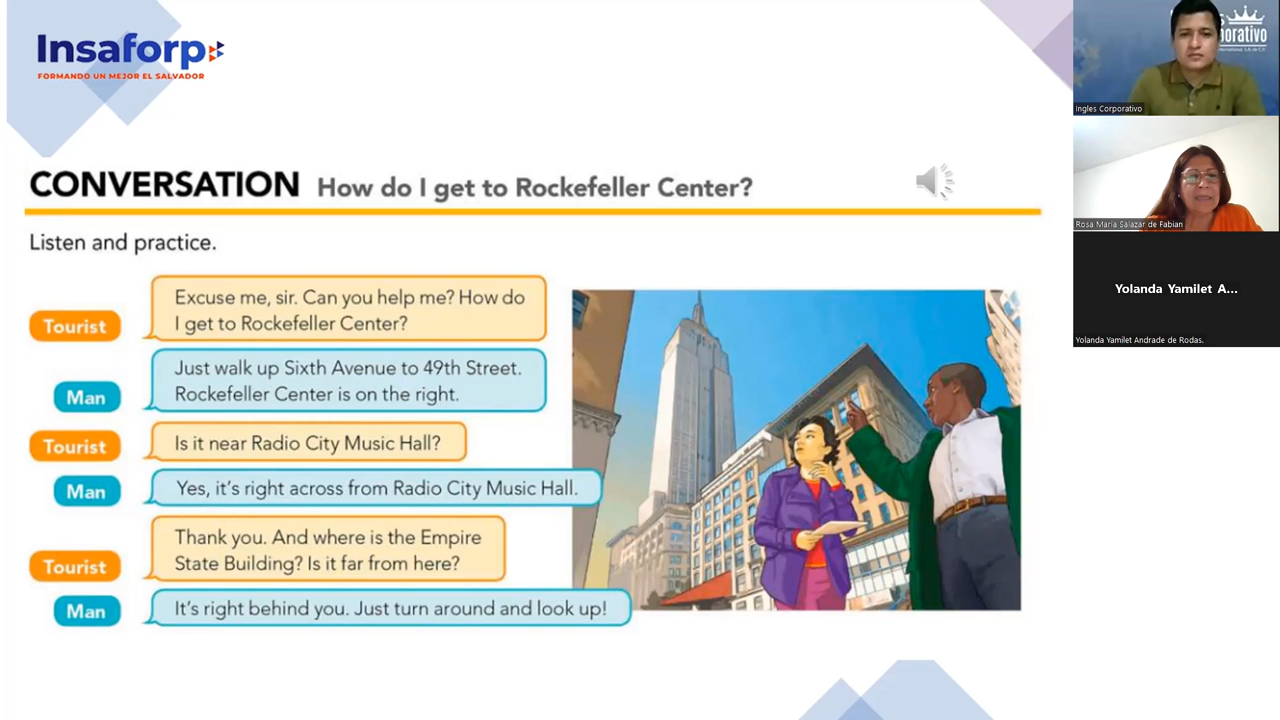 Insaforp
FORMANDO UN MEJOR EL SALVADOR
CONVERSATION How do I get to Rockefeller Center?
Listen and practice.
Tourist
Excuse me, sir. Can you help me? How do
I get to Rockefeller Center?
Man
Just walk up Sixth Avenue to 49th Street.
Rockefeller Center is on the right.
Tourist
Is it near Radio City Music Hall?
Man
Yes, it's right across from Radio City Music Hall.
Tourist
Thank you. And where is the Empire
State Building? Is it far from here?
Man
It's right behind you. Just turn around and look up!
Ingles Corporativo
Rosa Maria Salazar de Fabian
Yolanda Yamilet A...
Yolanda Yamilet Andrade de Rodas.